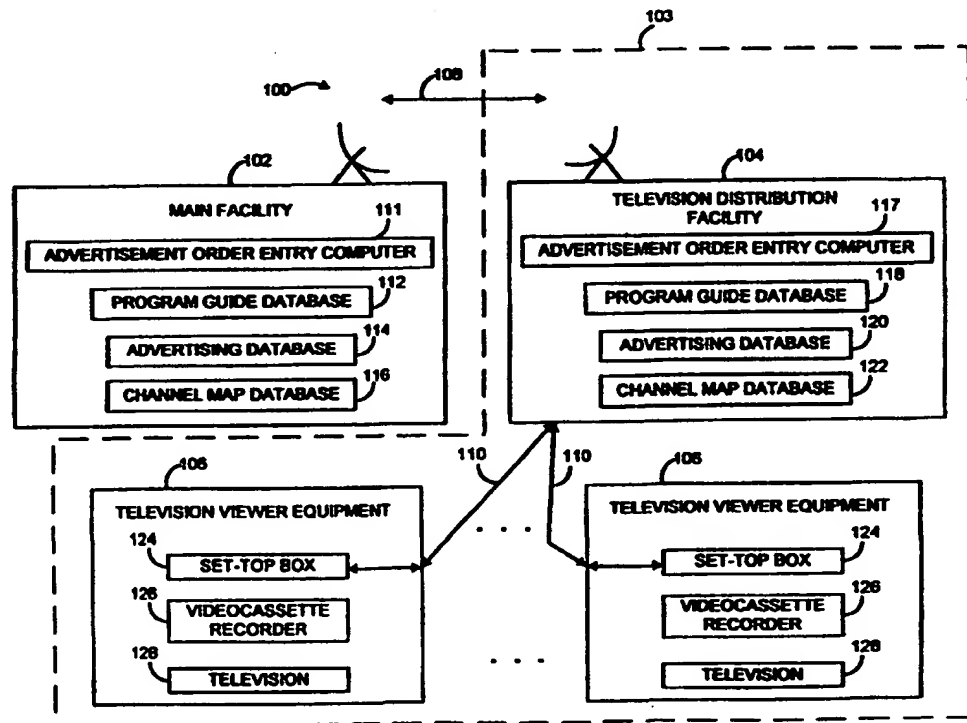 103
108
100
102
104
MAIN FACILITY
TELEVISION DISTRIBUTION
FACILITY
111
117
ADVERTISEMENT ORDER ENTRY COMPUTER
ADVERTISEMENT ORDER ENTRY COMPUTER
112
118
PROGRAM GUIDE DATABASE
PROGRAM GUIDE DATABASE
114
120
ADVERTISING DATABASE
ADVERTISING DATABASE
116
122
CHANNEL MAP DATABASE
CHANNEL MAP DATABASE
106
110
110
106
TELEVISION VIEWER EQUIPMENT
TELEVISION VIEWER EQUIPMENT
124
SET-TOP BOX
SET-TOP BOX
124
126
VIDEOCASSETTE
RECORDER
VIDEOCASSETTE
RECORDER
126
128
TELEVISION
TELEVISION
128